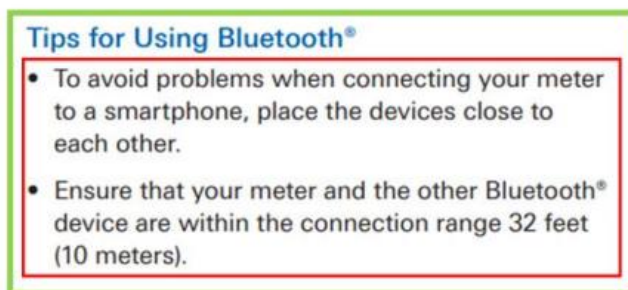 Tips for Using Bluetooth®
• To avoid problems when connecting your meter
to a smartphone, place the devices close to
each other.
• Ensure that your meter and the other Bluetooth®
device are within the connection range 32 feet
(10 meters).